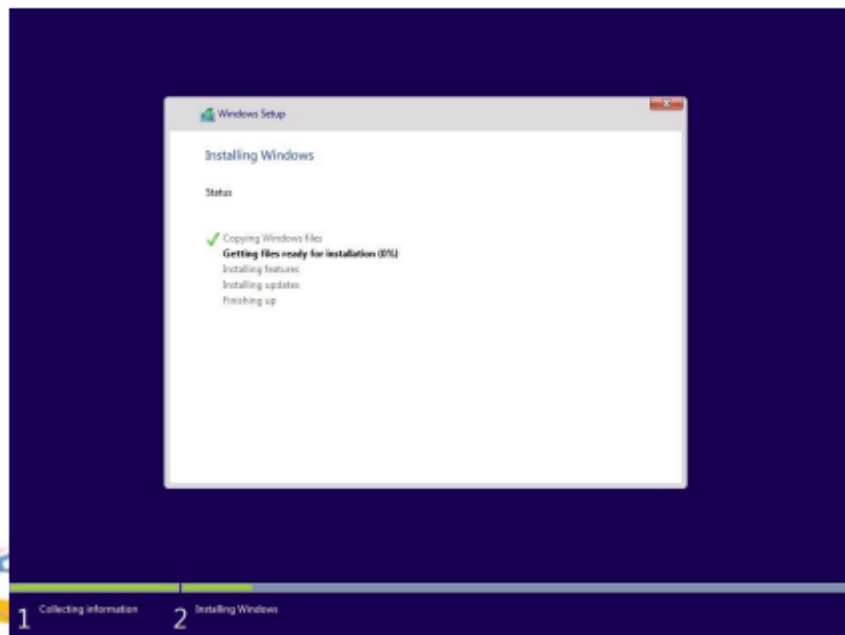 Windows Setup
Installing Windows
Status
Copying Windows files
Getting files ready for installation (0%)
Installing features
Installing updates
Finishing up
1 Collecting information
2 Installing Windows